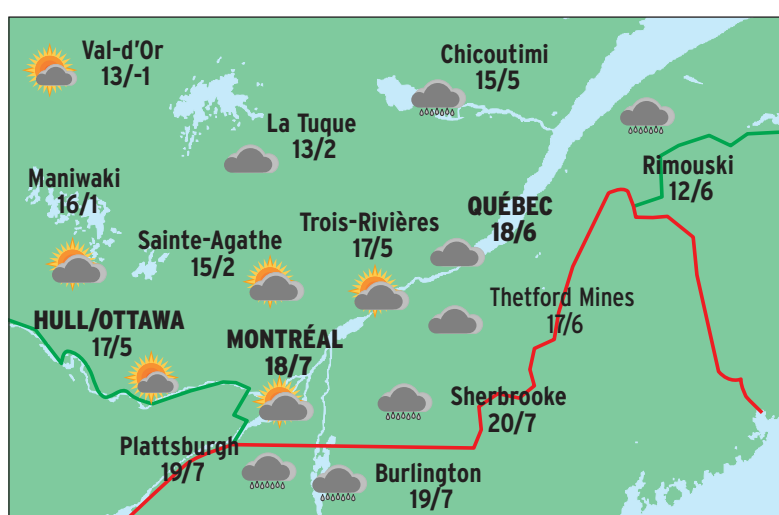 Val-d'Or
13/-1
Chicoutimi
15/5
La Tuque
13/2
Rimouski
12/6
Maniwaki
16/1
QUÉBEC
18/6
Trois-Rivières
17/5
Sainte-Agathe
15/2
Thetford Mines
17/6
HULL/OTTAWA
17/5
MONTRÉAL
18/7
Sherbrooke
20/7
Plattsburgh
19/7
Burlington
19/7